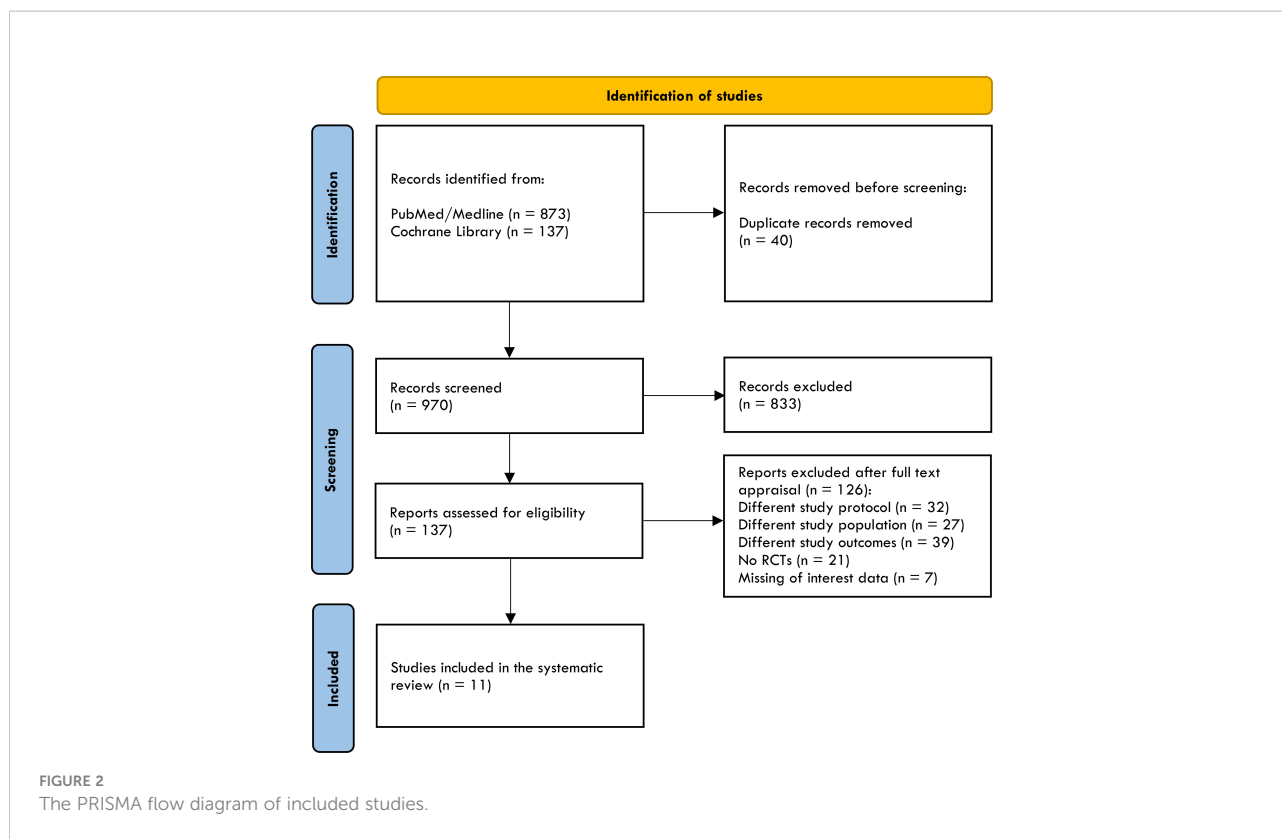 Identification of studies
Identification
Records identified from:
PubMed/Medline (n = 873)
Cochrane Library (n = 137)
Records removed before screening:
Duplicate records removed
(n = 40)
Screening
Records screened
(n = 970)
Records excluded
(n = 833)
Reports assessed for eligibility
(n = 137)
Reports excluded after full text
appraisal (n = 126):
Different study protocol (n = 32)
Different study population (n = 27)
Different study outcomes (n = 39)
No RCTs (n = 21)
Missing of interest data (n = 7)
Included
Studies included in the systematic
review (n = 11)
FIGURE 2
The PRISMA flow diagram of included studies.